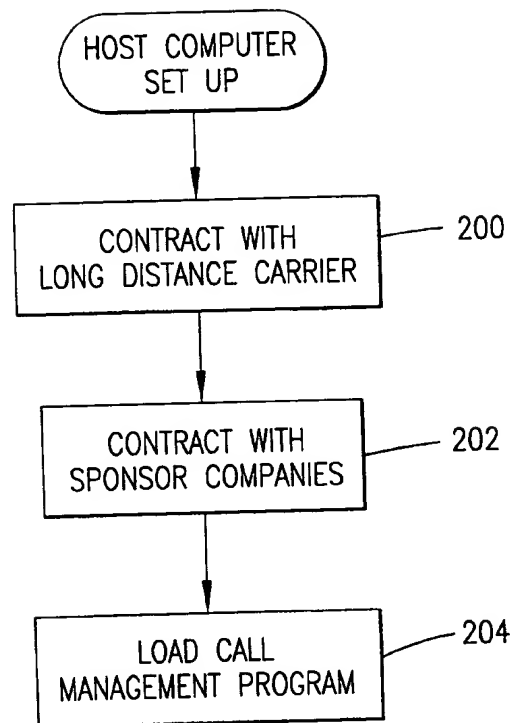 HOST COMPUTER
SET UP
CONTRACT WITH
LONG DISTANCE CARRIER
200
CONTRACT WITH
SPONSOR COMPANIES
202
LOAD CALL
MANAGEMENT PROGRAM
204